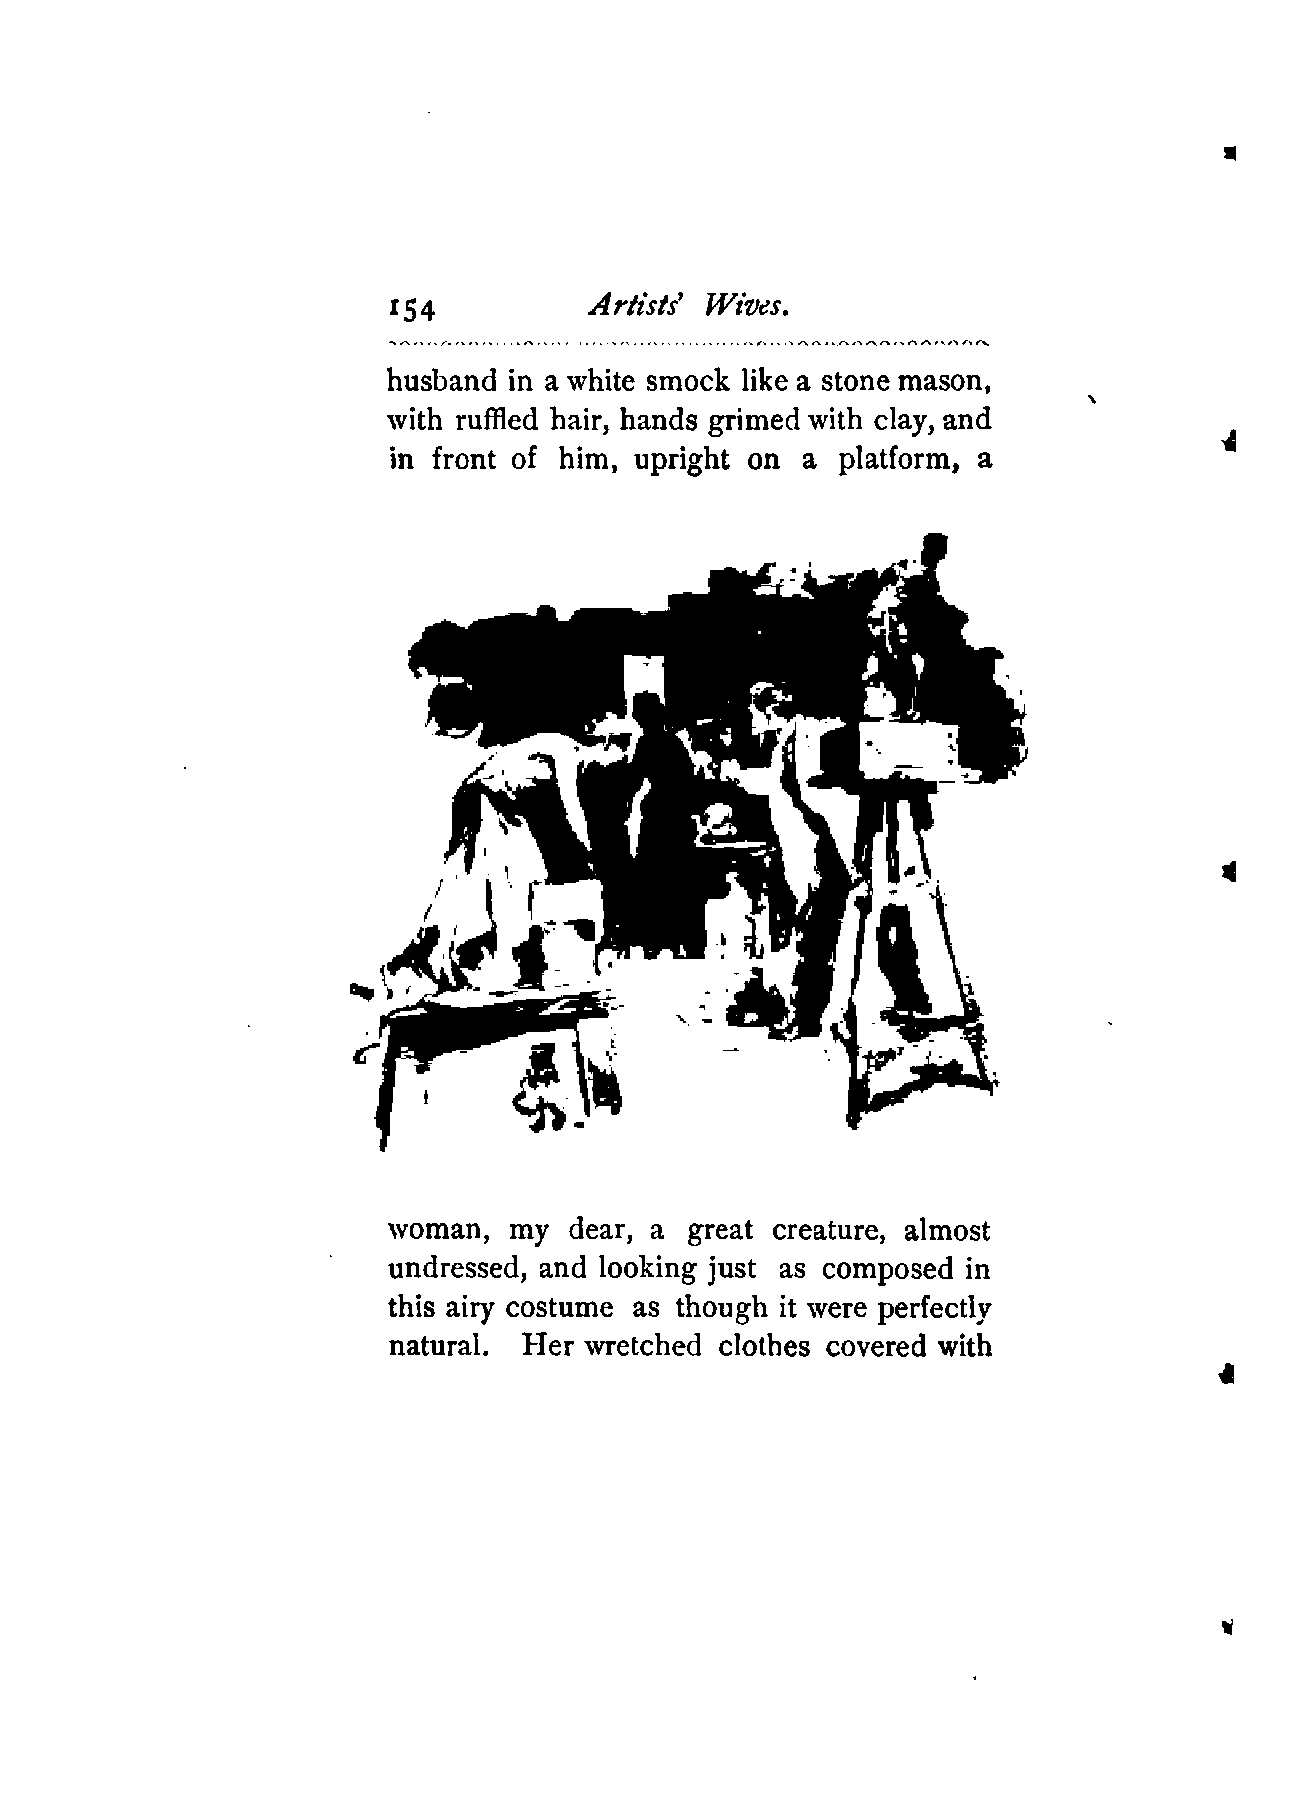 154 Artists' Wives.
husband in a white smock like a stone mason,
with ruffled hair, hands grimed with clay, and
in front of him, upright on a platform, a
woman, my dear, a great creature, almost
undressed, and looking just as composed in
this airy costume as though it were perfectly
natural. Her wretched clothes covered with